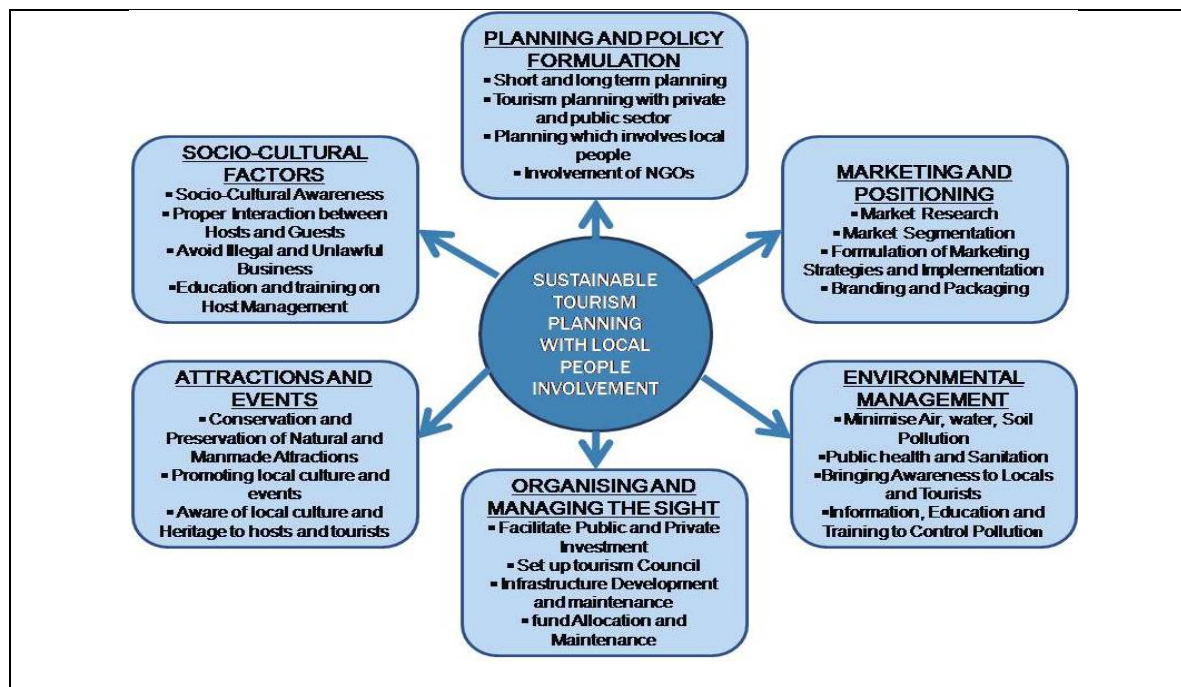 PLANNING AND POLICY
FORMULATION
▪ Short and long term planning
▪ Tourism planning with private
and public sector
▪ Planning which involves local
people
▪ Involvement of NGOs
SOCIO-CULTURAL
FACTORS
▪ Socio-Cultural Awareness
▪ Proper Interaction between
Hosts and Guests
▪ Avoid Illegal and Unlawful
Business
▪ Education and training on
Host Management
MARKETING AND
POSITIONING
▪ Market Research
▪ Market Segmentation
▪ Formulation of Marketing
Strategies and Implementation
▪ Branding and Packaging
SUSTAINABLE
TOURISM
PLANNING
WITH LOCAL
PEOPLE
INVOLVEMENT
ATTRACTIONS AND
EVENTS
▪ Conservation and
Preservation of Natural and
Manmade Attractions
▪ Promoting local culture and
events
▪ Aware of local culture and
Heritage to hosts and tourists
ENVIRONMENTAL
MANAGEMENT
▪ Minimise Air, water, Soil
Pollution
▪ Public health and Sanitation
▪ Bringing Awareness to Locals
and Tourists
▪ Information, Education and
Training to Control Pollution
ORGANISING AND
MANAGING THE SIGHT
▪ Facilitate Public and Private
Investment
▪ Set up tourism Council
▪ Infrastructure Development
and maintenance
▪ fund Allocation and
Maintenance